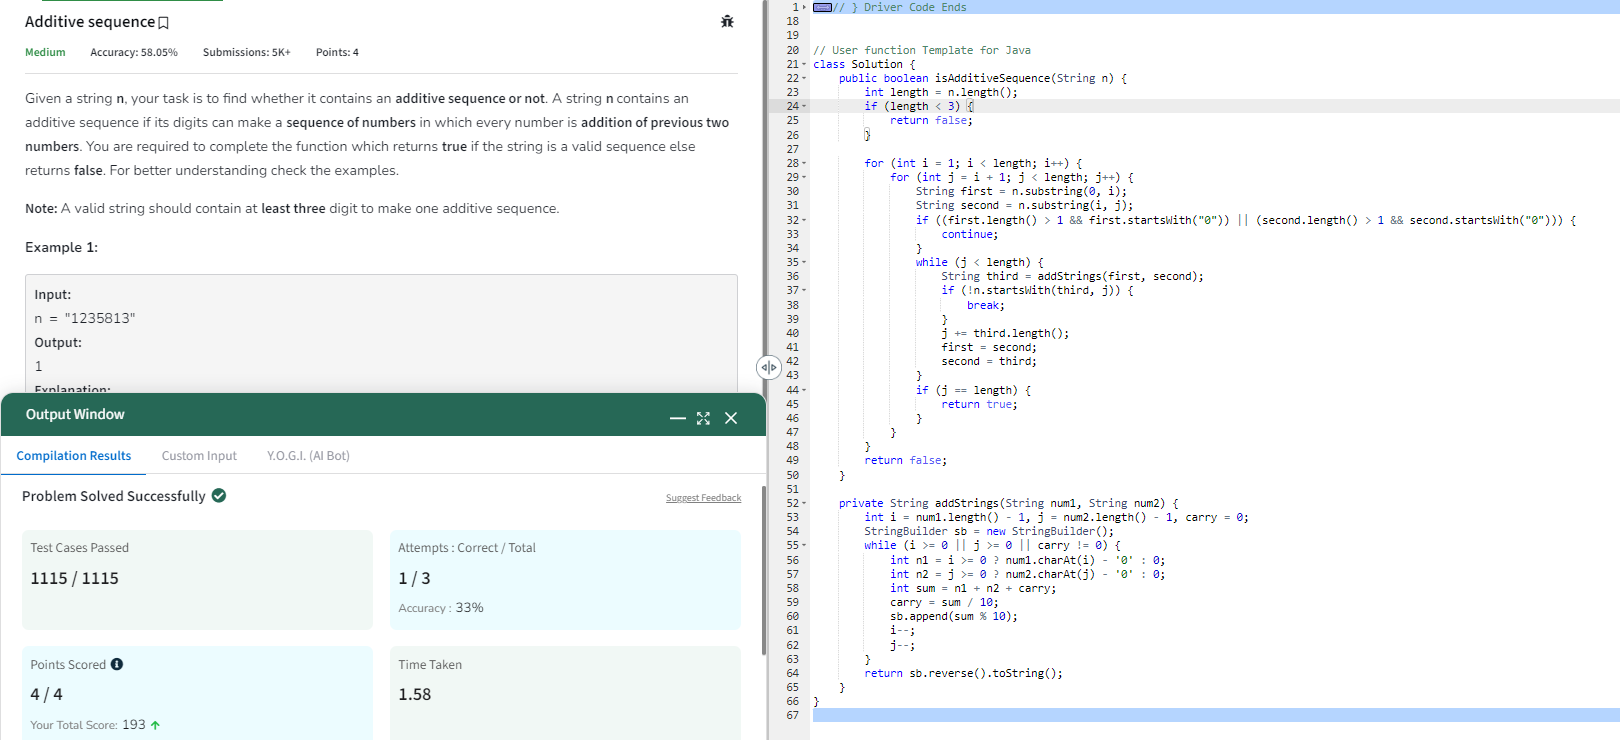 Additive sequence
Medium Accuracy: 58.05% Submissions: 5K+ Points: 4
Given a string n, your task is to find whether it contains an additive sequence or not. A string n contains an
additive sequence if its digits can make a sequence of numbers in which every number is addition of previous two
numbers. You are required to complete the function which returns true if the string is a valid sequence else
returns false. For better understanding check the examples.
Note: A valid string should contain at least three digit to make one additive sequence.
Example 1:
Input:
n = "1235813"
Output:
1
Explanation:
Output Window
Compilation Results Custom Input Y.O.G.I. (AI Bot)
Problem Solved Successfully
Suggest Feedback
Test Cases Passed
1115 / 1115
Attempts : Correct / Total
1 / 3
Accuracy : 33%
Points Scored
4 / 4
Your Total Score: 193
Time Taken
1.58
1 // } Driver Code Ends
18
19
20 // User function Template for Java
21 class Solution {
22     public boolean isAdditiveSequence(String n) {
23         int length = n.length();
24         if (length < 3) {
25             return false;
26         }
27
28         for (int i = 1; i < length; i++) {
29             for (int j = i + 1; j < length; j++) {
30                 String first = n.substring(0, i);
31                 String second = n.substring(i, j);
32                 if ((first.length() > 1 && first.startsWith("0")) || (second.length() > 1 && second.startsWith("0"))) {
33                     continue;
34                 }
35                 while (j < length) {
36                     String third = addStrings(first, second);
37                     if (!n.startsWith(third, j)) {
38                         break;
39                     }
40                     j += third.length();
41                     first = second;
42                     second = third;
43                 }
44                 if (j == length) {
45                     return true;
46                 }
47             }
48         }
49         return false;
50     }
51
52     private String addStrings(String num1, String num2) {
53         int i = num1.length() - 1, j = num2.length() - 1, carry = 0;
54         StringBuilder sb = new StringBuilder();
55         while (i >= 0 || j >= 0 || carry != 0) {
56             int n1 = i >= 0 ? num1.charAt(i) - '0' : 0;
57             int n2 = j >= 0 ? num2.charAt(j) - '0' : 0;
58             int sum = n1 + n2 + carry;
59             carry = sum / 10;
60             sb.append(sum % 10);
61             i--;
62             j--;
63         }
64         return sb.reverse().toString();
65     }
66 }
67